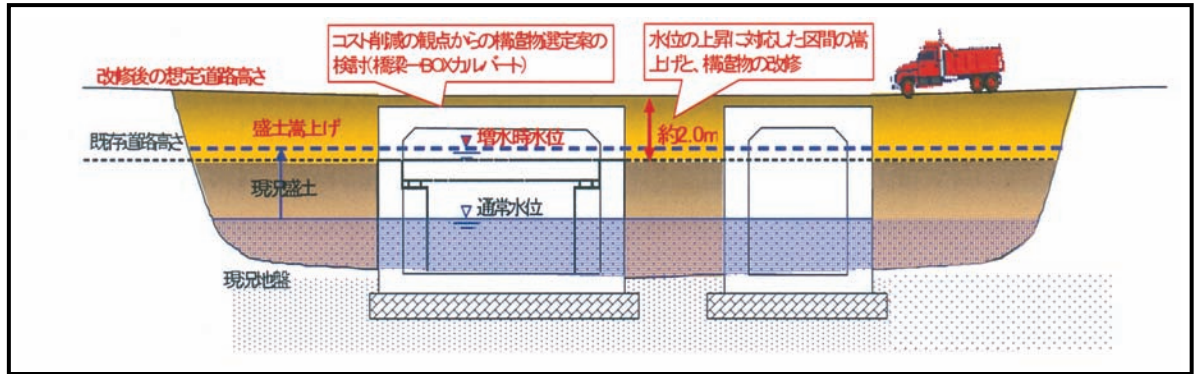 コスト削減の観点からの構造物選定案の
検討(橋梁→BOXカルバート)
水位の上昇に対応した区間の嵩
上げと、構造物の改修
改修後の想定道路高さ
盛土嵩上げ
増水時水位
約2.0m
既存道路高さ
現況盛土
通常水位
現況地盤